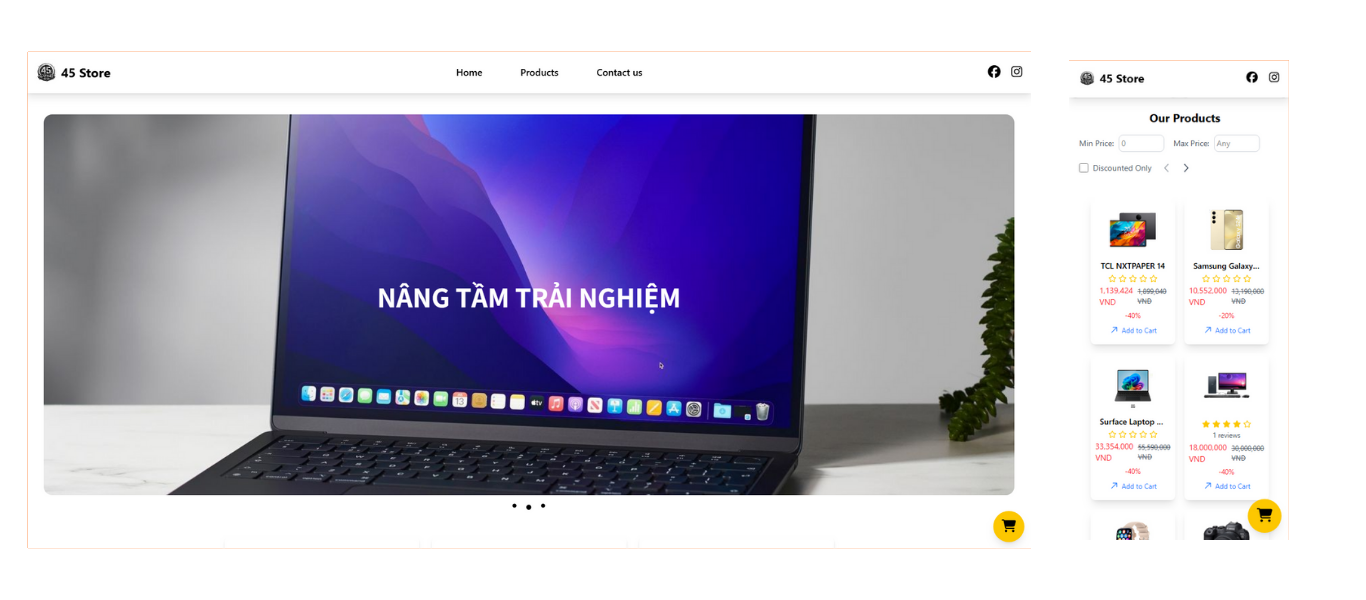 45 Store
Home Products Contact us
NÂNG TẦM TRẢI NGHIỆM
45 Store
Our Products
Min Price: 0 Max Price: Any
Discounted Only
TCL NXTPAPER 14
1,139,424 VND 1,899,040 VND
-40%
Add to Cart
Samsung Galaxy...
10,552,000 VND 13,190,000 VND
-20%
Add to Cart
Surface Laptop ...
33,354,000 VND 55,590,000 VND
-40%
Add to Cart
1 reviews
18,000,000 VND 30,000,000 VND
-40%
Add to Cart